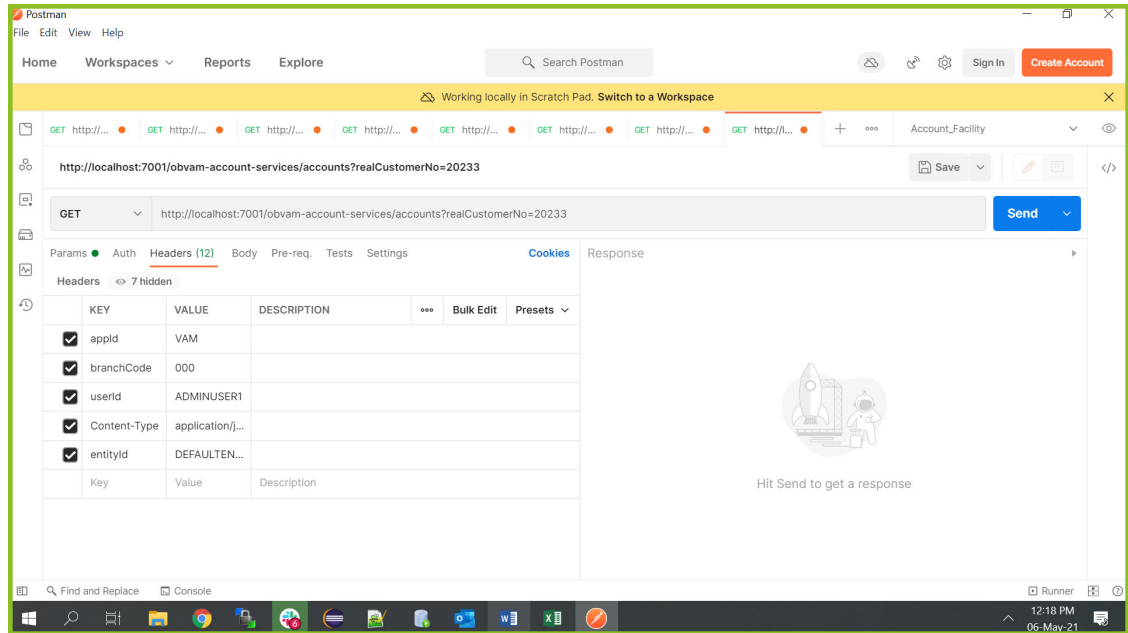 Postman
File Edit View Help
Home Workspaces Reports Explore Search Postman Sign In Create Account
Working locally in Scratch Pad. Switch to a Workspace
GET http://... GET http://... GET http://... GET http://... GET http://... GET http://... GET http://... GET http://l... + ooo Account_Facility
http://localhost:7001/obvam-account-services/accounts?realCustomerNo=20233 Save
GET http://localhost:7001/obvam-account-services/accounts?realCustomerNo=20233 Send
Params Auth Headers (12) Body Pre-req. Tests Settings Cookies Response
Headers 7 hidden
KEY VALUE DESCRIPTION ooo Bulk Edit Presets
appId VAM
branchCode 000
userId ADMINUSER1
Content-Type application/j...
entityId DEFAULTEN...
Key Value Description
Hit Send to get a response
Find and Replace Console Runner
12:18 PM
06-May-21